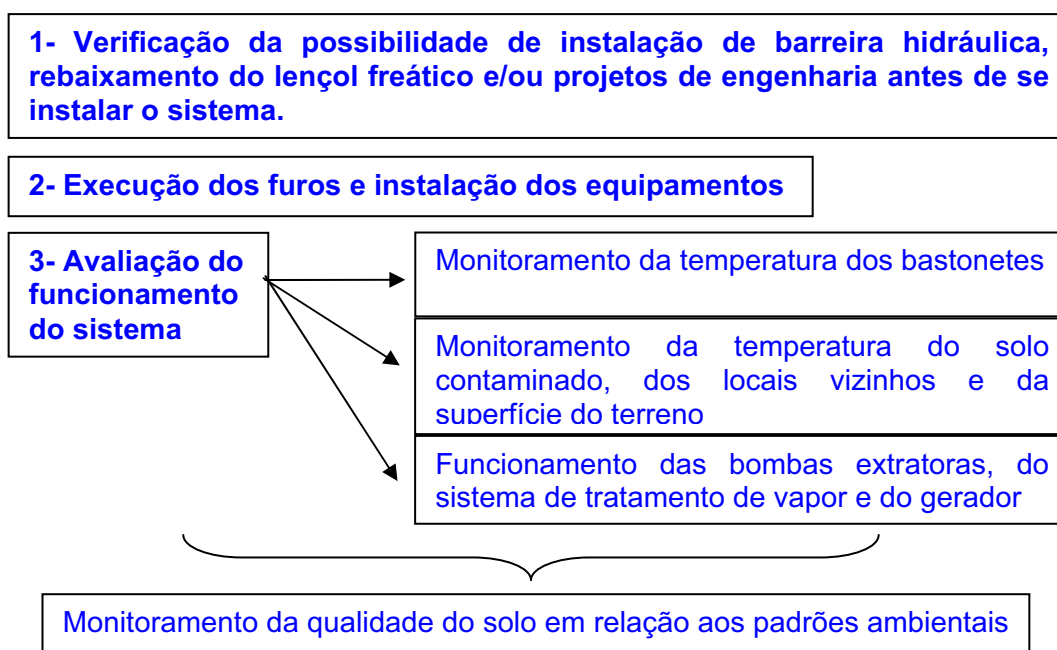 1- Verificação da possibilidade de instalação de barreira hidráulica,
rebaixamento do lençol freático e/ou projetos de engenharia antes de se
instalar o sistema.
2- Execução dos furos e instalação dos equipamentos
3- Avaliação do
funcionamento
do sistema
Monitoramento da temperatura dos bastonetes
Monitoramento da temperatura do solo
contaminado, dos locais vizinhos e da
superfície do terreno
Funcionamento das bombas extratoras, do
sistema de tratamento de vapor e do gerador
Monitoramento da qualidade do solo em relação aos padrões ambientais